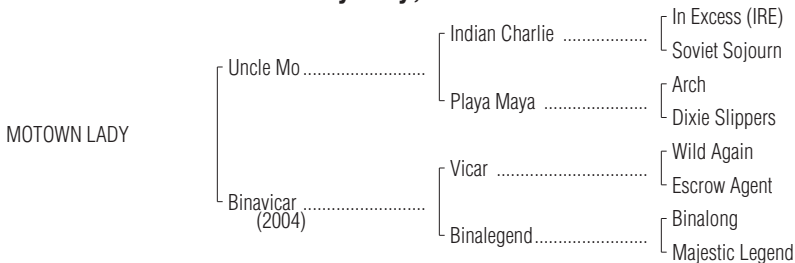 In Excess (IRE)
Indian Charlie ....................
Soviet Sojourn
Uncle Mo .............................
Arch
Playa Maya .........................
Dixie Slippers
MOTOWN LADY
Wild Again
Vicar ....................................
Escrow Agent
Binavicar .............................
(2004)
Binalong
Binalegend...........................
Majestic Legend